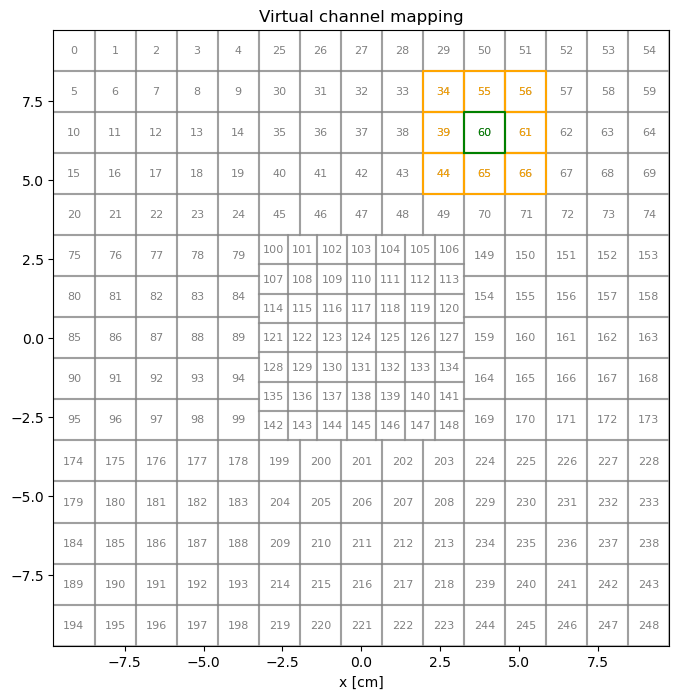 Virtual channel mapping
0 1 2 3 4 25 26 27 28 29 50 51 52 53 54
7.5 5 6 7 8 9 30 31 32 33 34 55 56 57 58 59
10 11 12 13 14 35 36 37 38 39 60 61 62 63 64
5.0 15 16 17 18 19 40 41 42 43 44 65 66 67 68 69
20 21 22 23 24 45 46 47 48 49 70 71 72 73 74
2.5 75 76 77 78 79 100 101 102 103 104 105 106 149 150 151 152 153
107 108 109 110 111 112 113
80 81 82 83 84 114 115 116 117 118 119 120 154 155 156 157 158
0.0 85 86 87 88 89 121 122 123 124 125 126 127 159 160 161 162 163
90 91 92 93 94 128 129 130 131 132 133 134 164 165 166 167 168
135 136 137 138 139 140 141
−2.5 95 96 97 98 99 142 143 144 145 146 147 148 169 170 171 172 173
174 175 176 177 178 199 200 201 202 203 224 225 226 227 228
−5.0 179 180 181 182 183 204 205 206 207 208 229 230 231 232 233
184 185 186 187 188 209 210 211 212 213 234 235 236 237 238
−7.5 189 190 191 192 193 214 215 216 217 218 239 240 241 242 243
194 195 196 197 198 219 220 221 222 223 244 245 246 247 248
−7.5 −5.0 −2.5 0.0 2.5 5.0 7.5
x [cm]